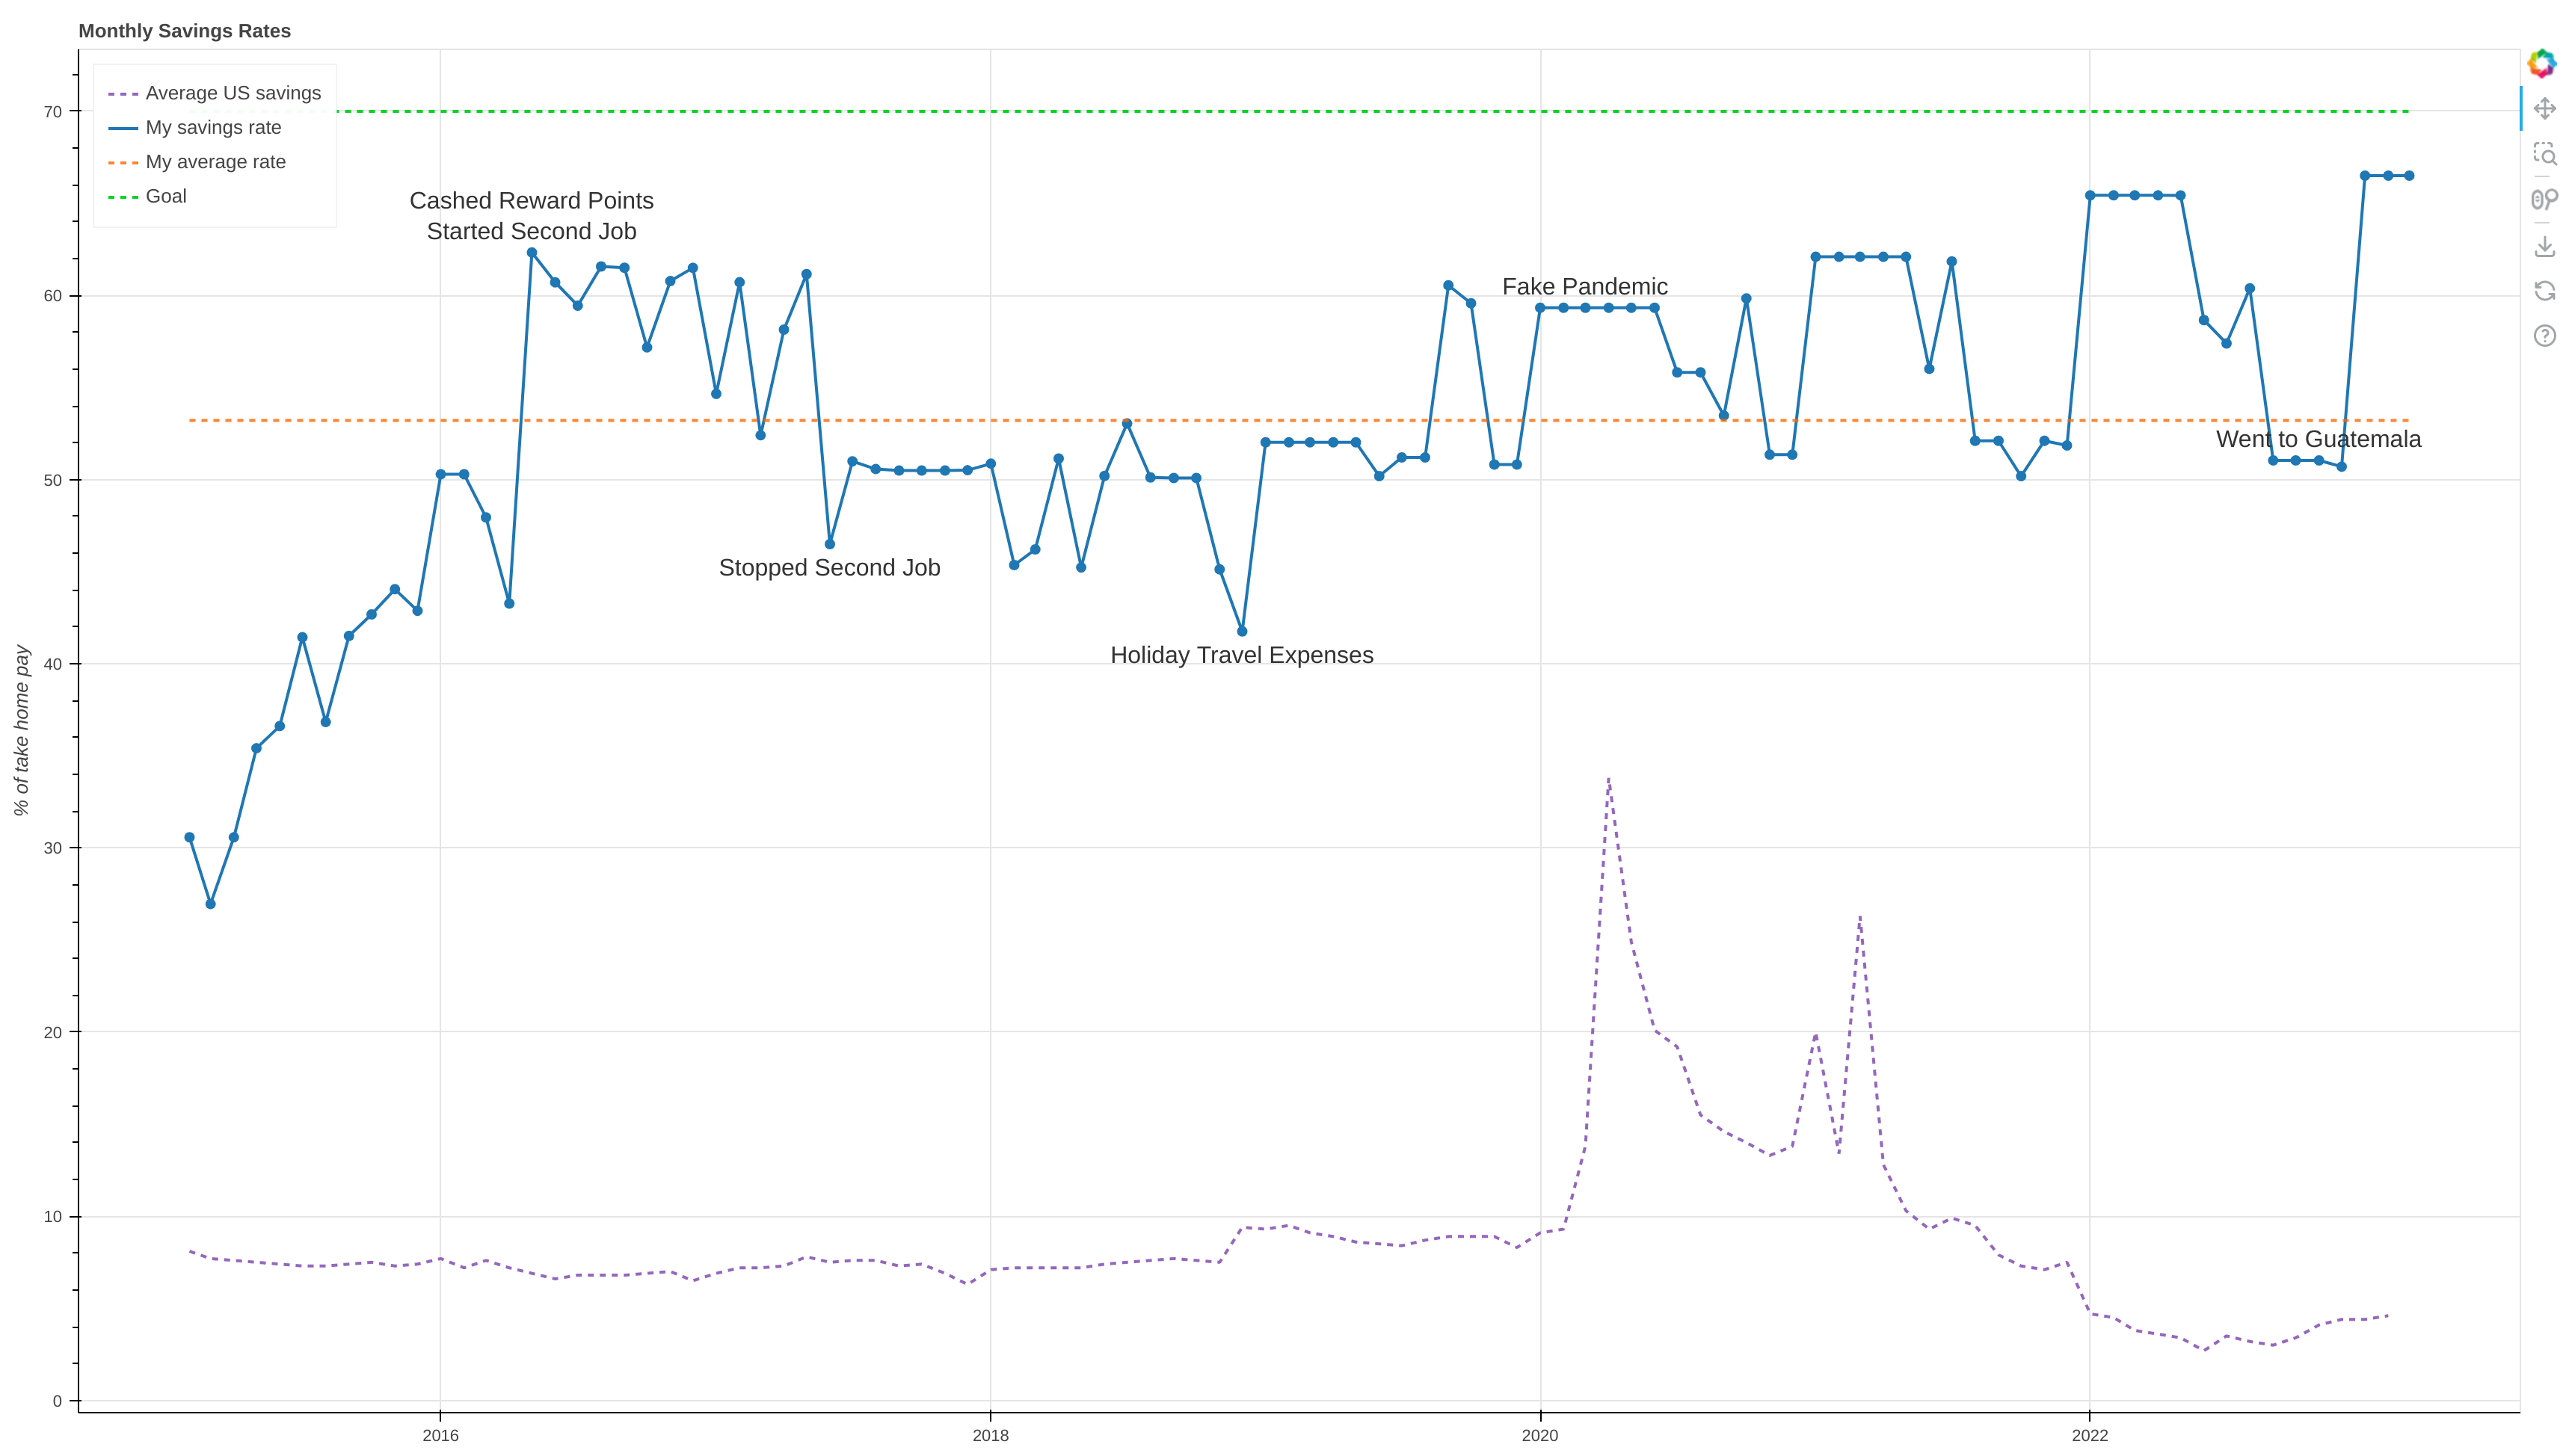 Monthly Savings Rates
Average US savings
My savings rate
My average rate
Goal
Cashed Reward Points
Started Second Job
Fake Pandemic
Went to Guatemala
Stopped Second Job
Holiday Travel Expenses
% of take home pay
70
60
50
40
30
20
10
0
2016
2018
2020
2022